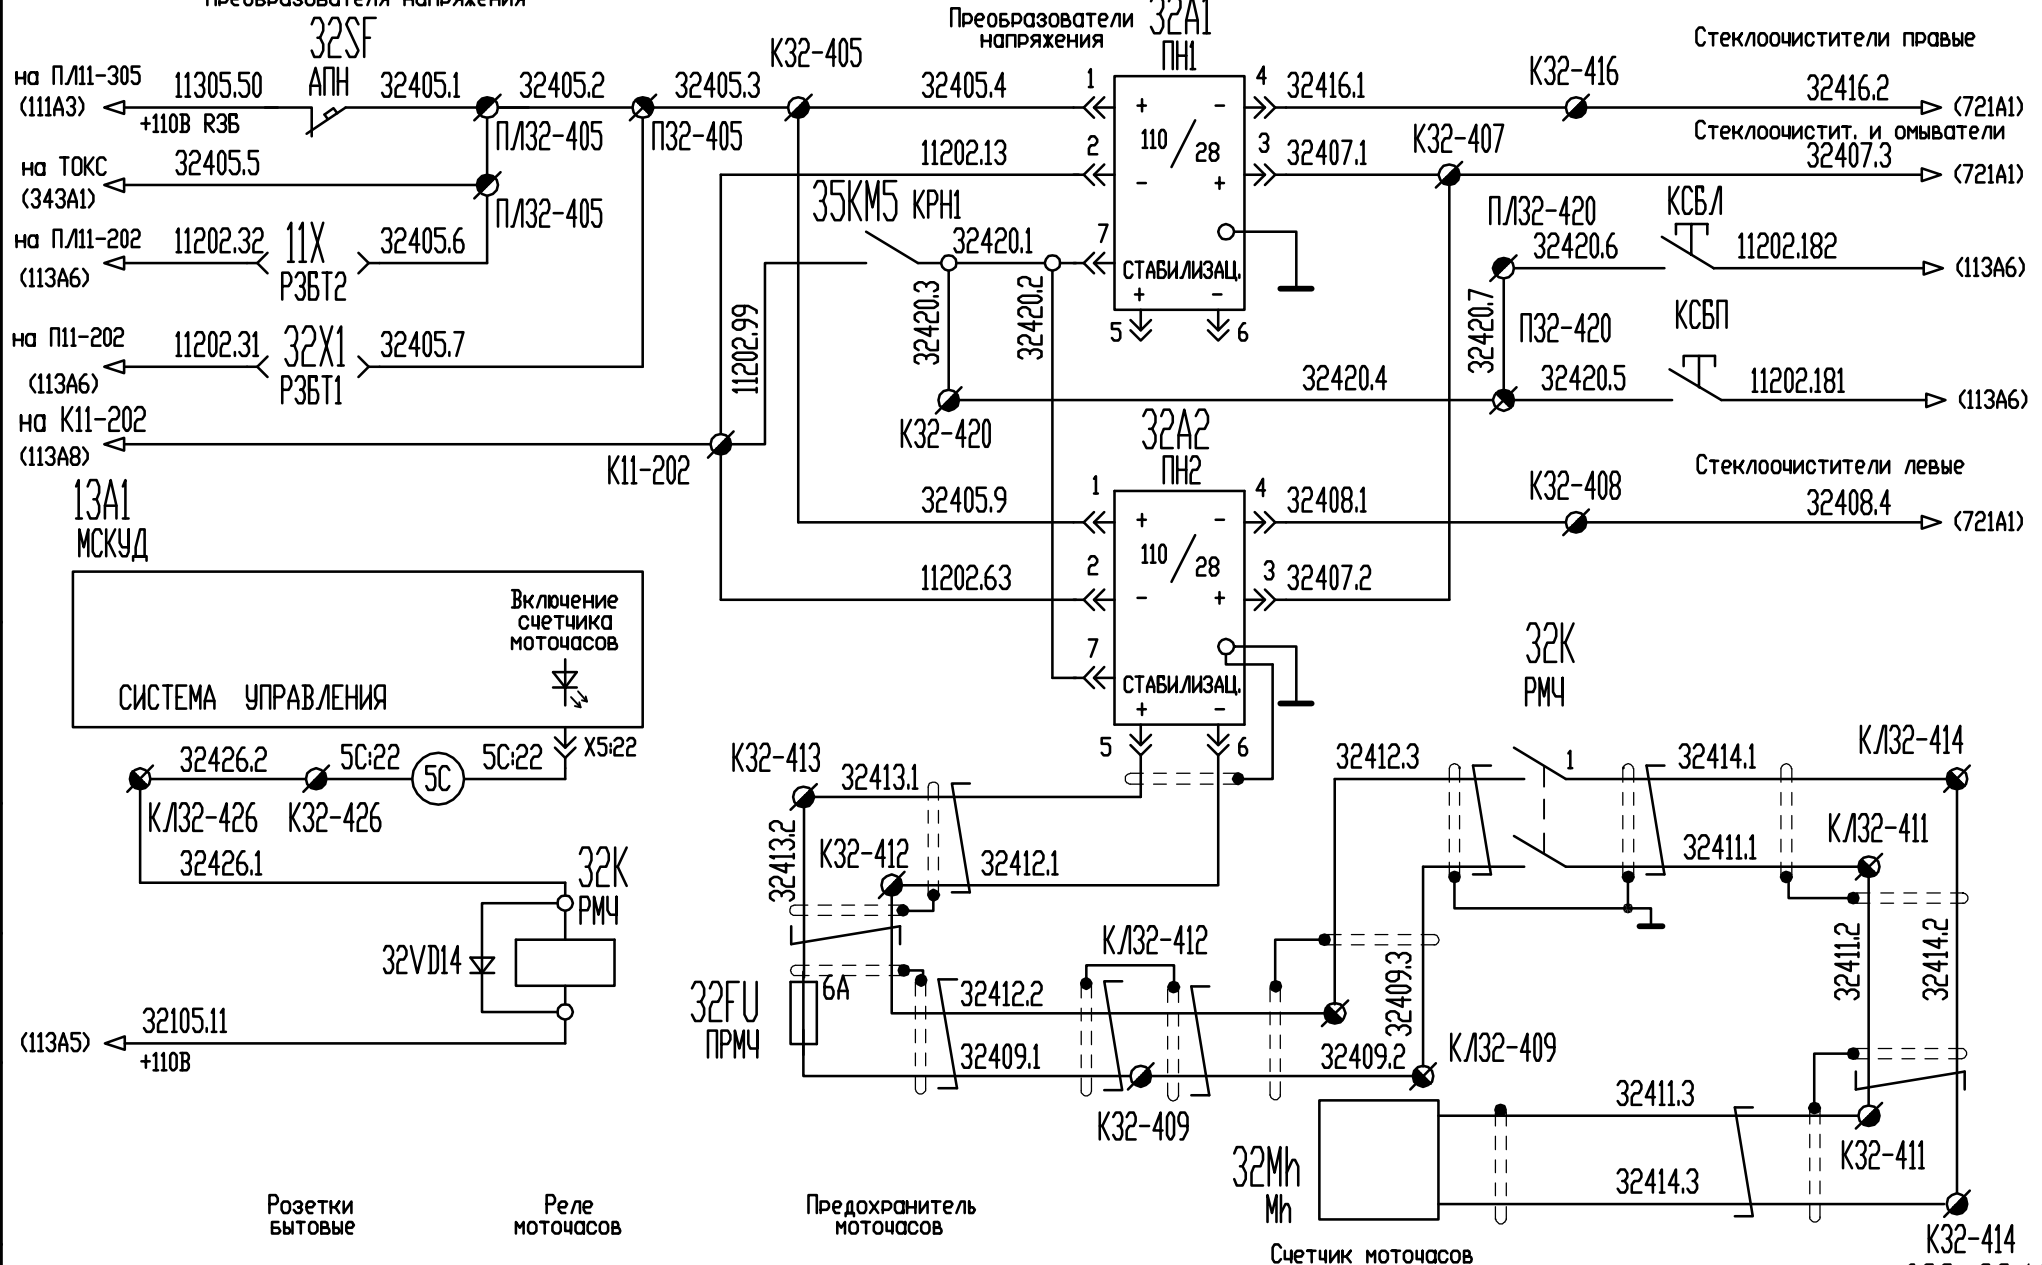 Преобразователя напряжения
32SF
АПН
на ПЛ11-305
(111А3)
11305.50
+110В R3Б
32405.1
32405.2
32405.3
К32-405
ПЛ32-405
П32-405
на ТОКС
(343А1)
32405.5
ПЛ32-405
на ПЛ11-202
(113А6)
11202.32
11Х
РЗБТ2
32405.6
на П11-202
(113А6)
11202.31
32Х1
РЗБТ1
32405.7
на К11-202
(113А8)
К11-202
Преобразователи
напряжения
32А1
ПН1
32405.4
1
+
-
4
32416.1
К32-416
Стеклоочистители правые
32416.2
(721А1)
110
28
11202.13
2
-
+
3
32407.1
К32-407
Стеклоочистит. и омыватели
32407.3
(721А1)
35КМ5
КРН1
32420.1
7
СТАБИЛИЗАЦ.
+
-
5
6
11202.99
32420.3
32420.2
ПЛ32-420
32420.6
КСБЛ
11202.182
(113А6)
32420.7
П32-420
КСБП
32420.4
32420.5
11202.181
(113А6)
К32-420
32А2
ПН2
32405.9
1
+
-
4
32408.1
К32-408
Стеклоочистители левые
32408.4
(721А1)
110
28
11202.63
2
-
+
3
32407.2
7
СТАБИЛИЗАЦ.
+
-
5
6
13А1
МСКУД
Включение
счетчика
моточасов
СИСТЕМА УПРАВЛЕНИЯ
Х5:22
32426.2
5С:22
5С
5С:22
КЛ32-426
К32-426
32426.1
32К
РМЧ
32VD14
(113А5)
32105.11
+110В
К32-413
32413.1
32413.2
К32-412
32412.1
32FU
ПРМЧ
6А
32412.2
КЛ32-412
32409.1
К32-409
32409.2
32409.3
КЛ32-409
32К
РМЧ
32412.3
1
32414.1
КЛ32-414
32411.1
КЛ32-411
32411.2
32414.2
32Mh
Mh
32411.3
К32-411
32414.3
К32-414
Розетки
бытовые
Реле
моточасов
Предохранитель
моточасов
Счетчик моточасов